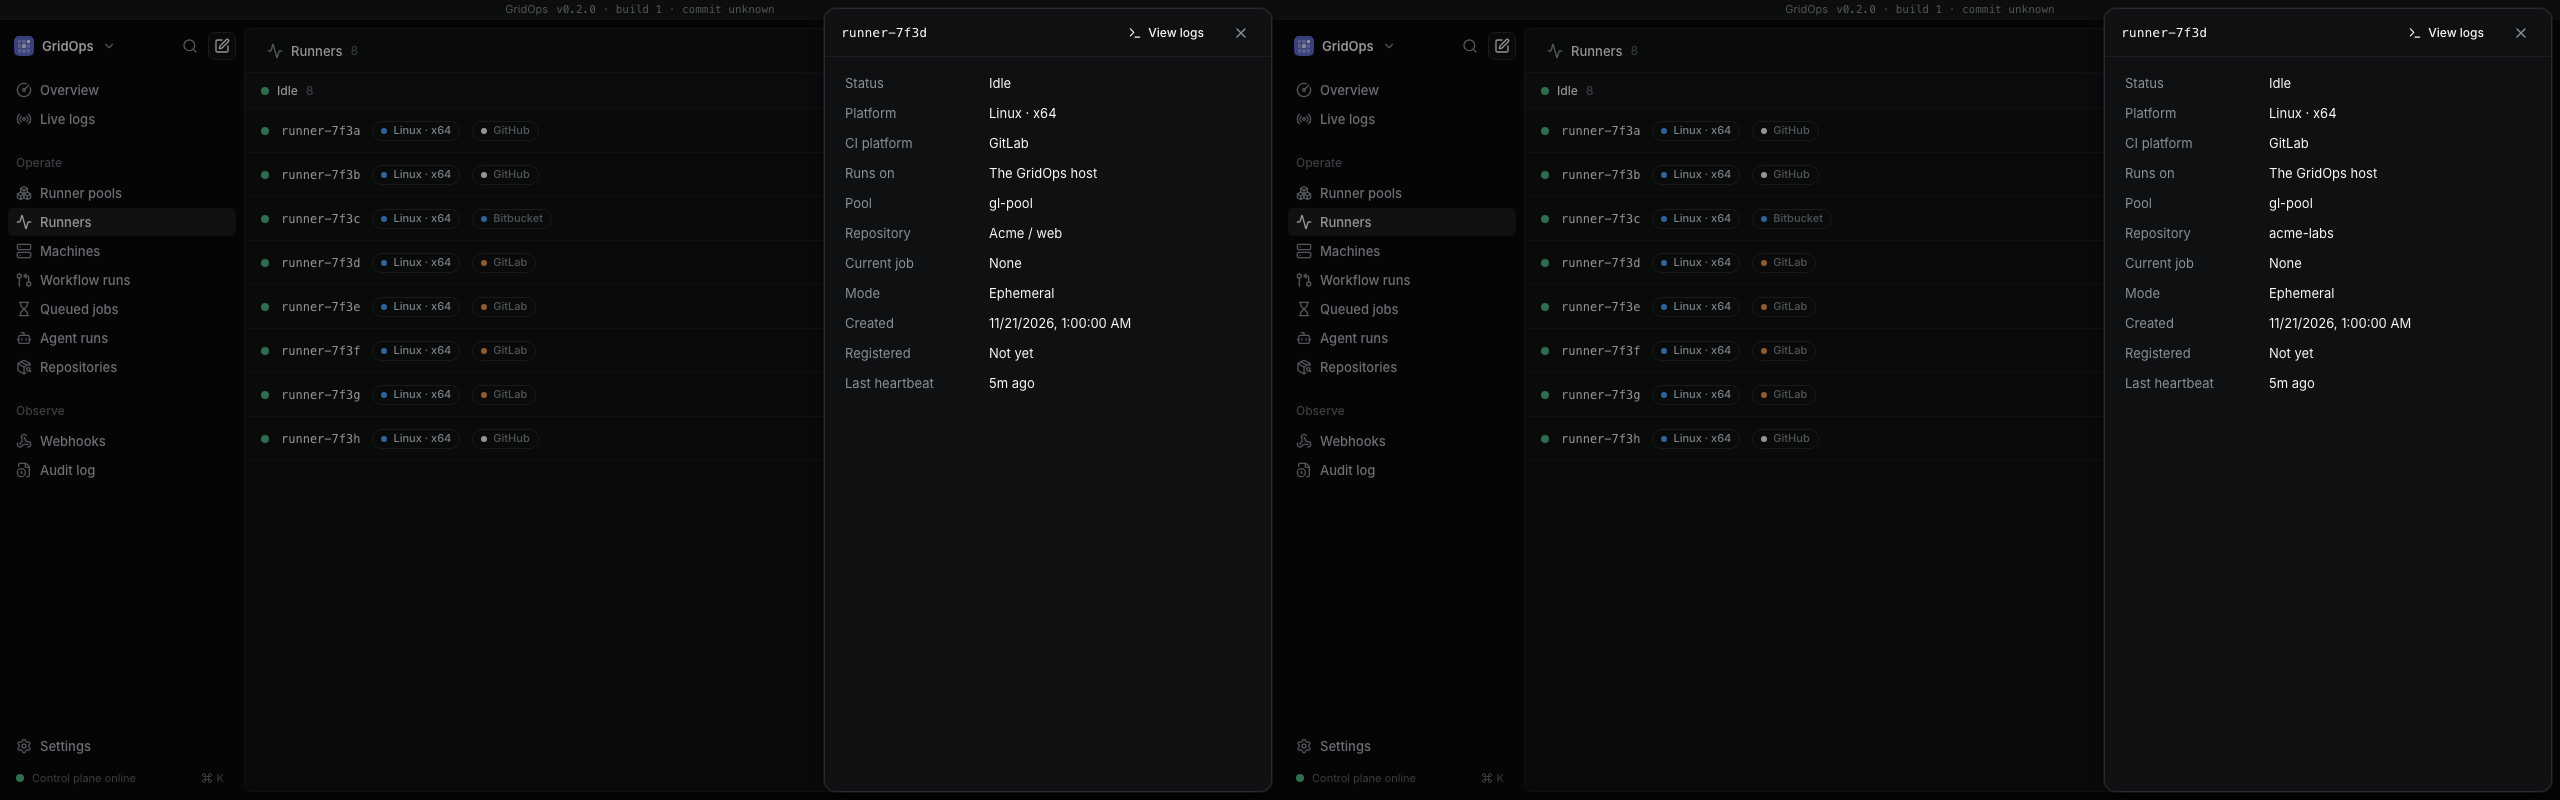 GridOps v0.2.0 · build 1 · commit unknown
GridOps
Overview
Live logs
Operate
Runner pools
Runners
Machines
Workflow runs
Queued jobs
Agent runs
Repositories
Observe
Webhooks
Audit log
Settings
Control plane online ⌘ K
Runners 8
Idle 8
runner-7f3a Linux · x64 GitHub
runner-7f3b Linux · x64 GitHub
runner-7f3c Linux · x64 Bitbucket
runner-7f3d Linux · x64 GitLab
runner-7f3e Linux · x64 GitLab
runner-7f3f Linux · x64 GitLab
runner-7f3g Linux · x64 GitLab
runner-7f3h Linux · x64 GitHub
runner-7f3d View logs
Status Idle
Platform Linux · x64
CI platform GitLab
Runs on The GridOps host
Pool gl-pool
Repository Acme / web
Current job None
Mode Ephemeral
Created 11/21/2026, 1:00:00 AM
Registered Not yet
Last heartbeat 5m ago
GridOps v0.2.0 · build 1 · commit unknown
GridOps
Overview
Live logs
Operate
Runner pools
Runners
Machines
Workflow runs
Queued jobs
Agent runs
Repositories
Observe
Webhooks
Audit log
Settings
Control plane online ⌘ K
Runners 8
Idle 8
runner-7f3a Linux · x64 GitHub
runner-7f3b Linux · x64 GitHub
runner-7f3c Linux · x64 Bitbucket
runner-7f3d Linux · x64 GitLab
runner-7f3e Linux · x64 GitLab
runner-7f3f Linux · x64 GitLab
runner-7f3g Linux · x64 GitLab
runner-7f3h Linux · x64 GitHub
runner-7f3d View logs
Status Idle
Platform Linux · x64
CI platform GitLab
Runs on The GridOps host
Pool gl-pool
Repository acme-labs
Current job None
Mode Ephemeral
Created 11/21/2026, 1:00:00 AM
Registered Not yet
Last heartbeat 5m ago